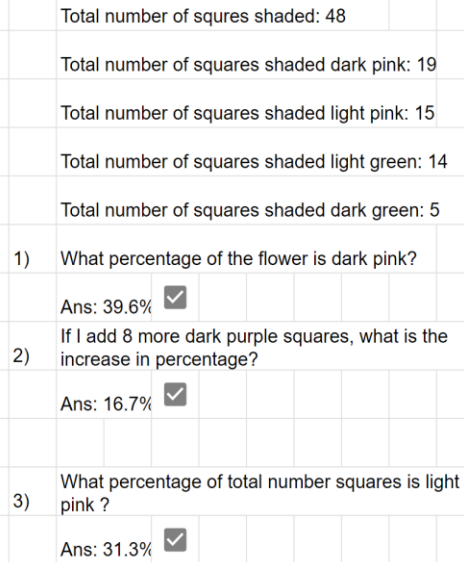 Total number of squres shaded: 48
Total number of squares shaded dark pink: 19
Total number of squares shaded light pink: 15
Total number of squares shaded light green: 14
Total number of squares shaded dark green: 5
1) What percentage of the flower is dark pink?
Ans: 39.6%
If I add 8 more dark purple squares, what is the
2) increase in percentage?
Ans: 16.7%
What percentage of total number squares is light
3) pink ?
Ans: 31.3%